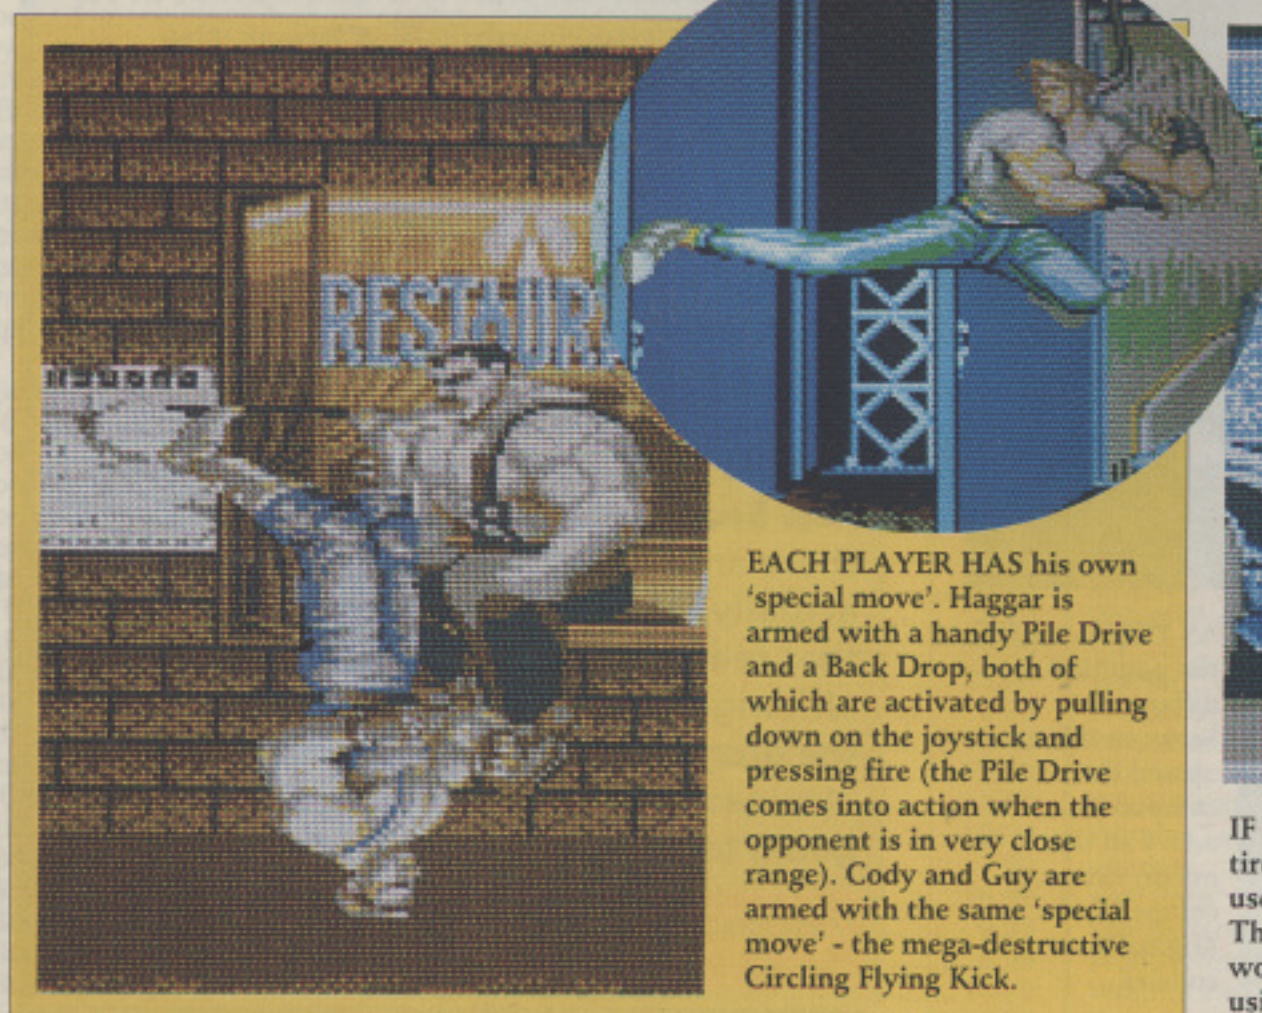 RESTAUR
EACH PLAYER HAS his own
‘special move’. Haggar is
armed with a handy Pile Drive
and a Back Drop, both of
which are activated by pulling
down on the joystick and
pressing fire (the Pile Drive
comes into action when the
opponent is in very close
range). Cody and Guy are
armed with the same ‘special
move’ - the mega-destructive
Circling Flying Kick.
IF